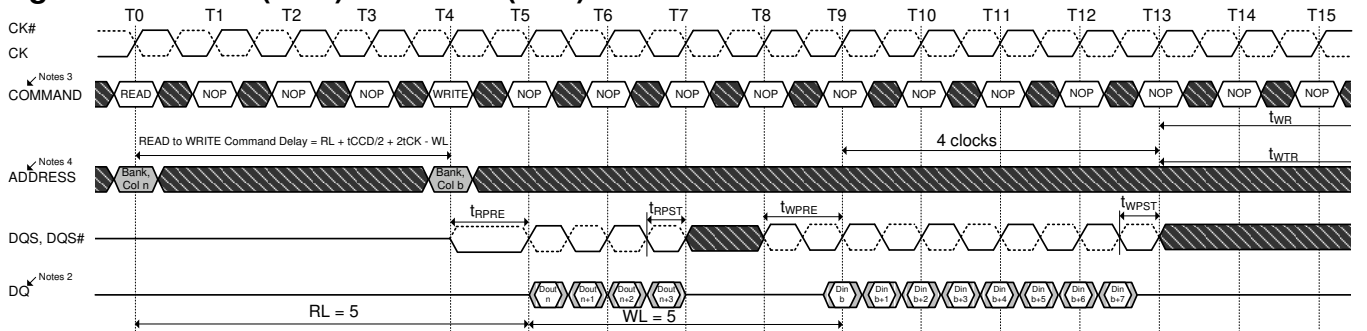 T0 T1 T2 T3 T4 T5 T6 T7 T8 T9 T10 T11 T12 T13 T14 T15
CK#
CK
Notes 3
COMMAND READ NOP NOP NOP WRITE NOP NOP NOP NOP NOP NOP NOP NOP NOP NOP NOP
tWR
READ to WRITE Command Delay = RL + tCCD/2 + 2tCK - WL
4 clocks
Notes 4
tWTR
ADDRESS
Bank, Col n
Bank, Col b
tRPRE tRPST tWPRE tWPST
DQS, DQS#
Notes 2
DQ
Dout n
Dout n+1
Dout n+2
Dout n+3
Din b
Din b+1
Din b+2
Din b+3
Din b+4
Din b+5
Din b+6
Din b+7
RL = 5 WL = 5